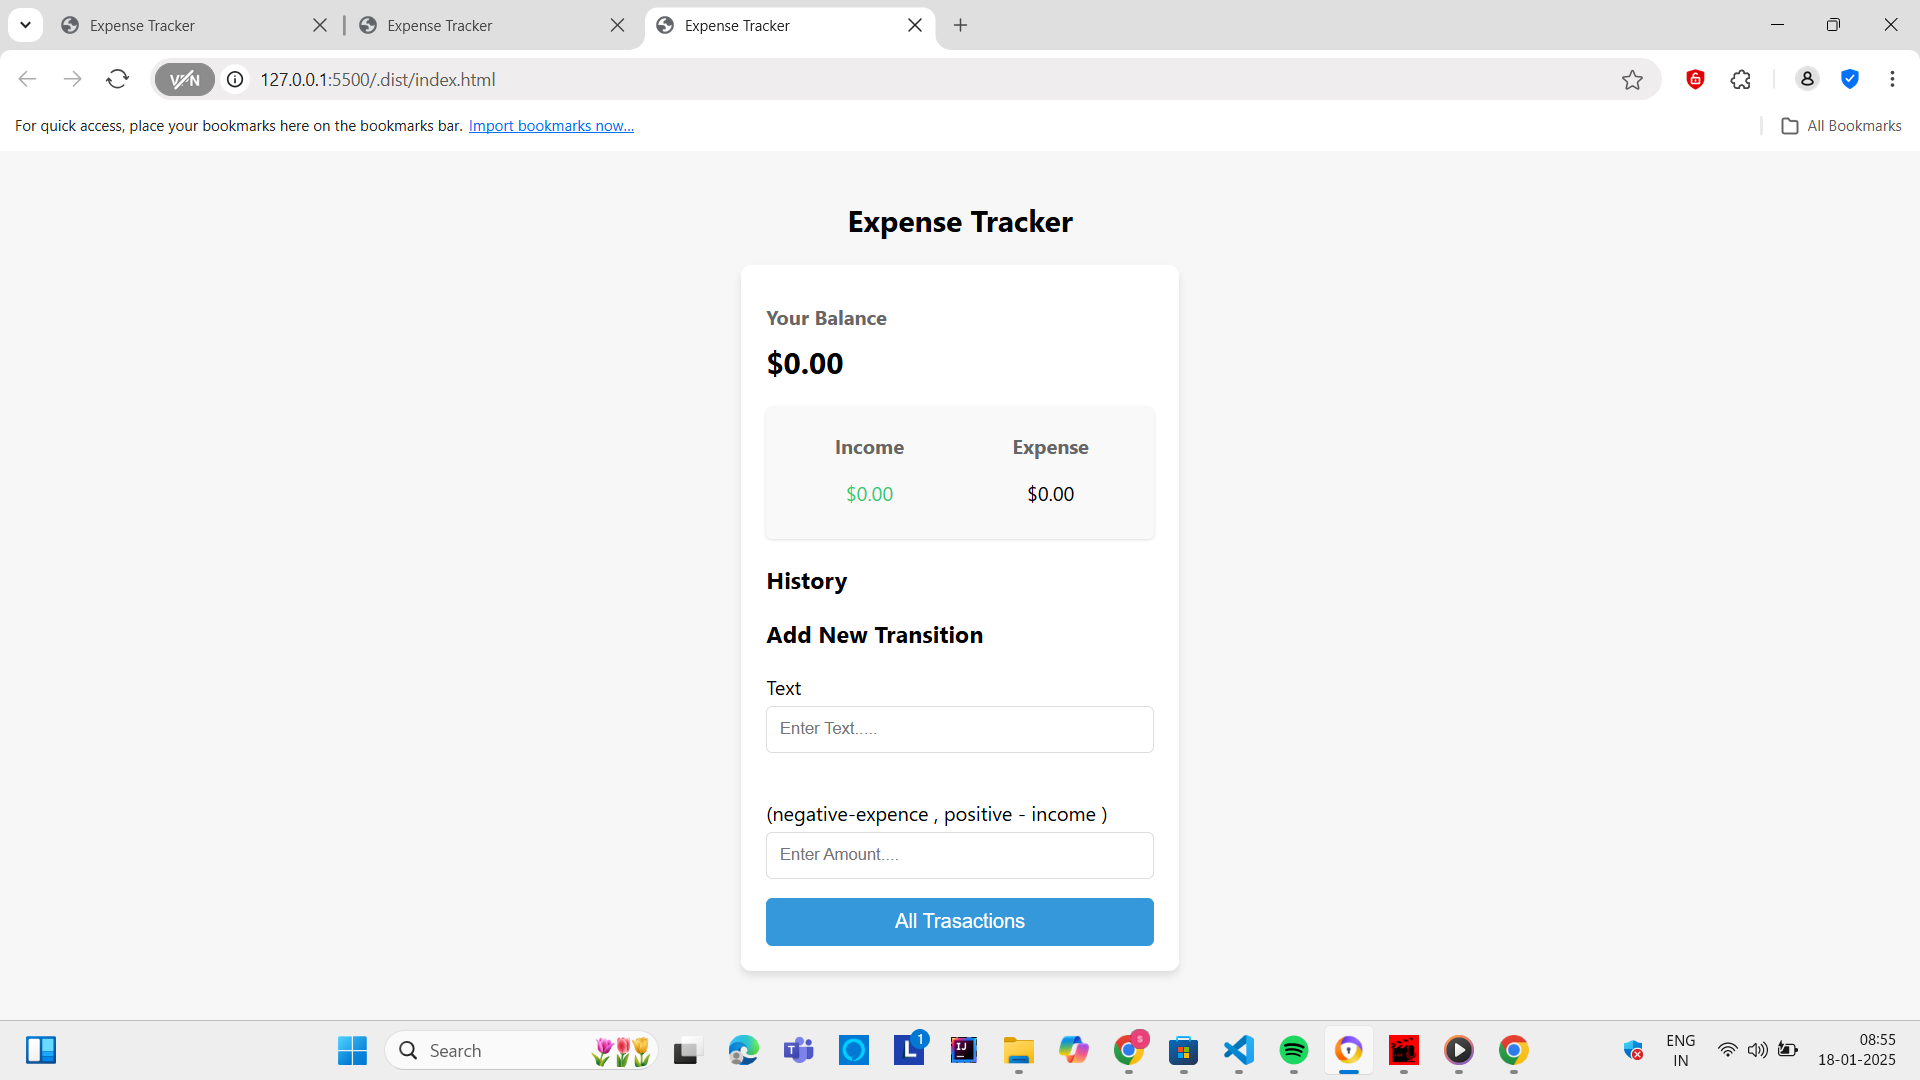 Expense Tracker
Expense Tracker
Expense Tracker
VPN
127.0.0.1:5500/.dist/index.html
For quick access, place your bookmarks here on the bookmarks bar. Import bookmarks now...
All Bookmarks
Expense Tracker
Your Balance
$0.00
Income Expense
$0.00 $0.00
History
Add New Transition
Text
Enter Text.....
(negative-expence , positive - income )
Enter Amount....
All Trasactions
Search
L
1
IJ
s
ENG
IN
08:55
18-01-2025